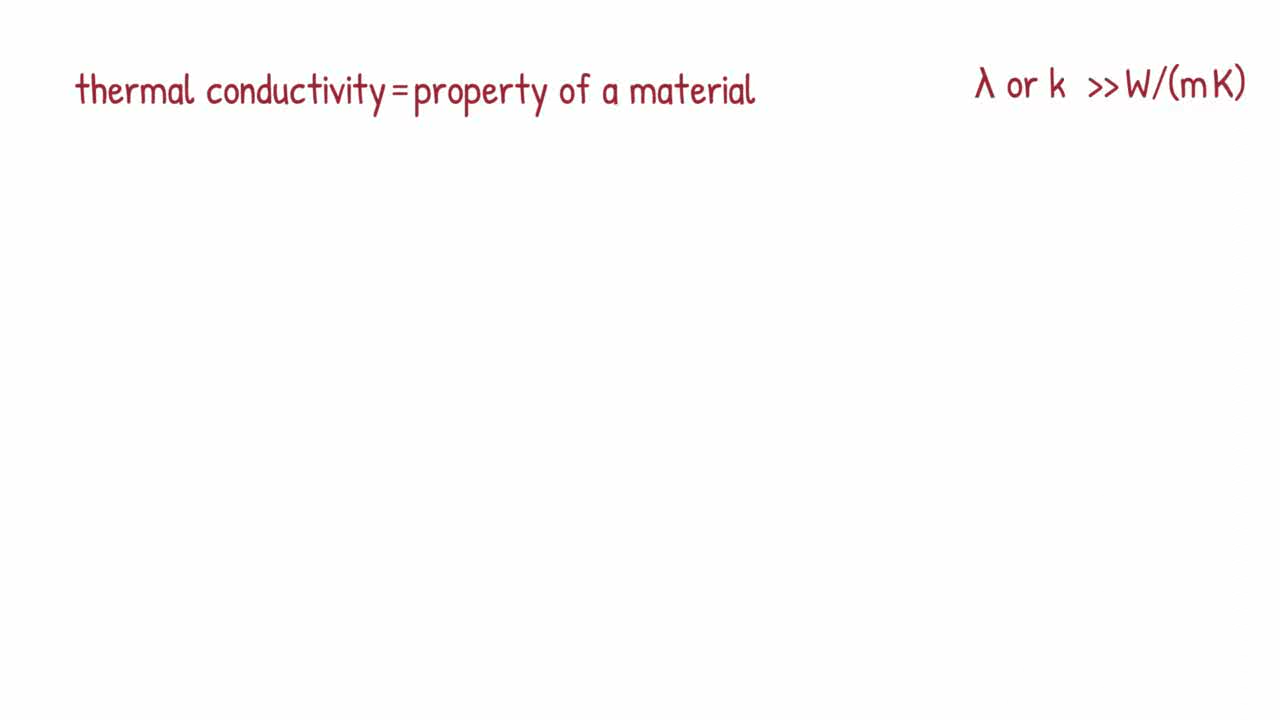 thermal conductivity = property of a material
λ or k >> W/(m K)